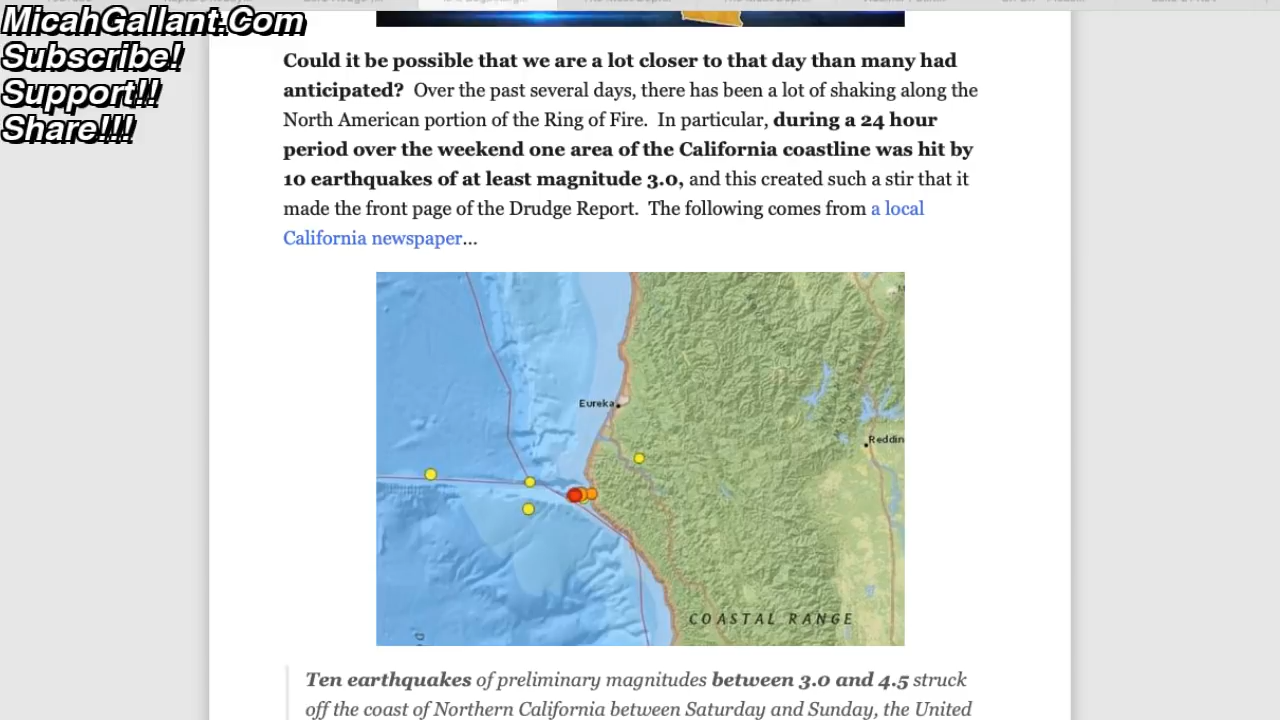 MicahGallant.Com
Subscribe!
Support!!
Share!!!
Could it be possible that we are a lot closer to that day than many had
anticipated? Over the past several days, there has been a lot of shaking along the
North American portion of the Ring of Fire. In particular, during a 24 hour
period over the weekend one area of the California coastline was hit by
10 earthquakes of at least magnitude 3.0, and this created such a stir that it
made the front page of the Drudge Report. The following comes from a local
California newspaper...
Eureka
Reddin
COASTAL RANGE
Ten earthquakes of preliminary magnitudes between 3.0 and 4.5 struck
off the coast of Northern California between Saturday and Sunday, the United